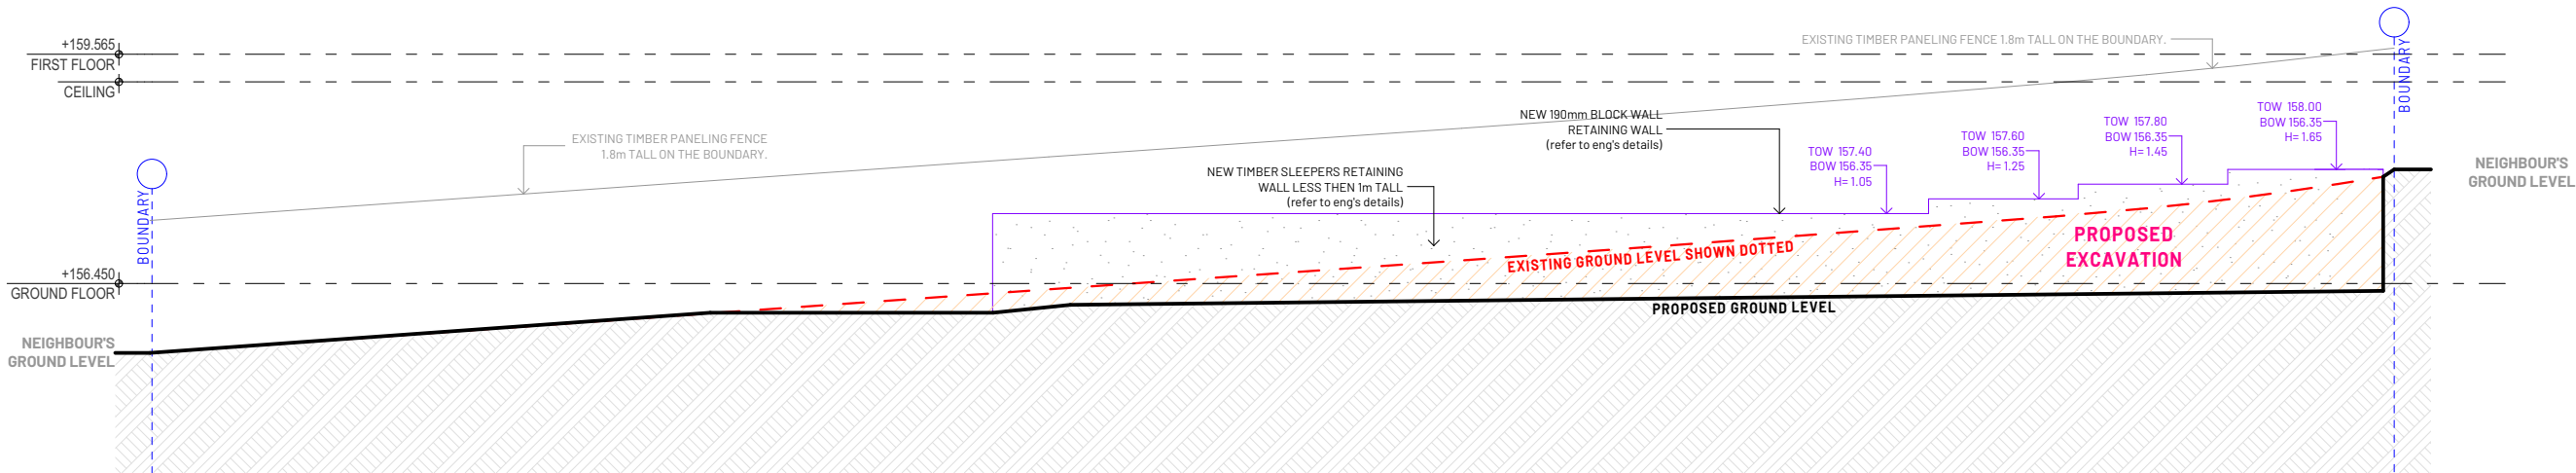 +159.565
FIRST FLOOR
CEILING
EXISTING TIMBER PANELING FENCE 1.8m TALL ON THE BOUNDARY.
BOUNDARY
EXISTING TIMBER PANELING FENCE
1.8m TALL ON THE BOUNDARY.
NEW 190mm BLOCK WALL
RETAINING WALL
(refer to eng's details)
NEW TIMBER SLEEPERS RETAINING
WALL LESS THEN 1m TALL
(refer to eng's details)
TOW 157.40
BOW 156.35
H= 1.05
TOW 157.60
BOW 156.35
H= 1.25
TOW 157.80
BOW 156.35
H= 1.45
TOW 158.00
BOW 156.35
H= 1.65
NEIGHBOUR'S
GROUND LEVEL
BOUNDARY
EXISTING GROUND LEVEL SHOWN DOTTED
PROPOSED
EXCAVATION
+156.450
GROUND FLOOR
PROPOSED GROUND LEVEL
NEIGHBOUR'S
GROUND LEVEL